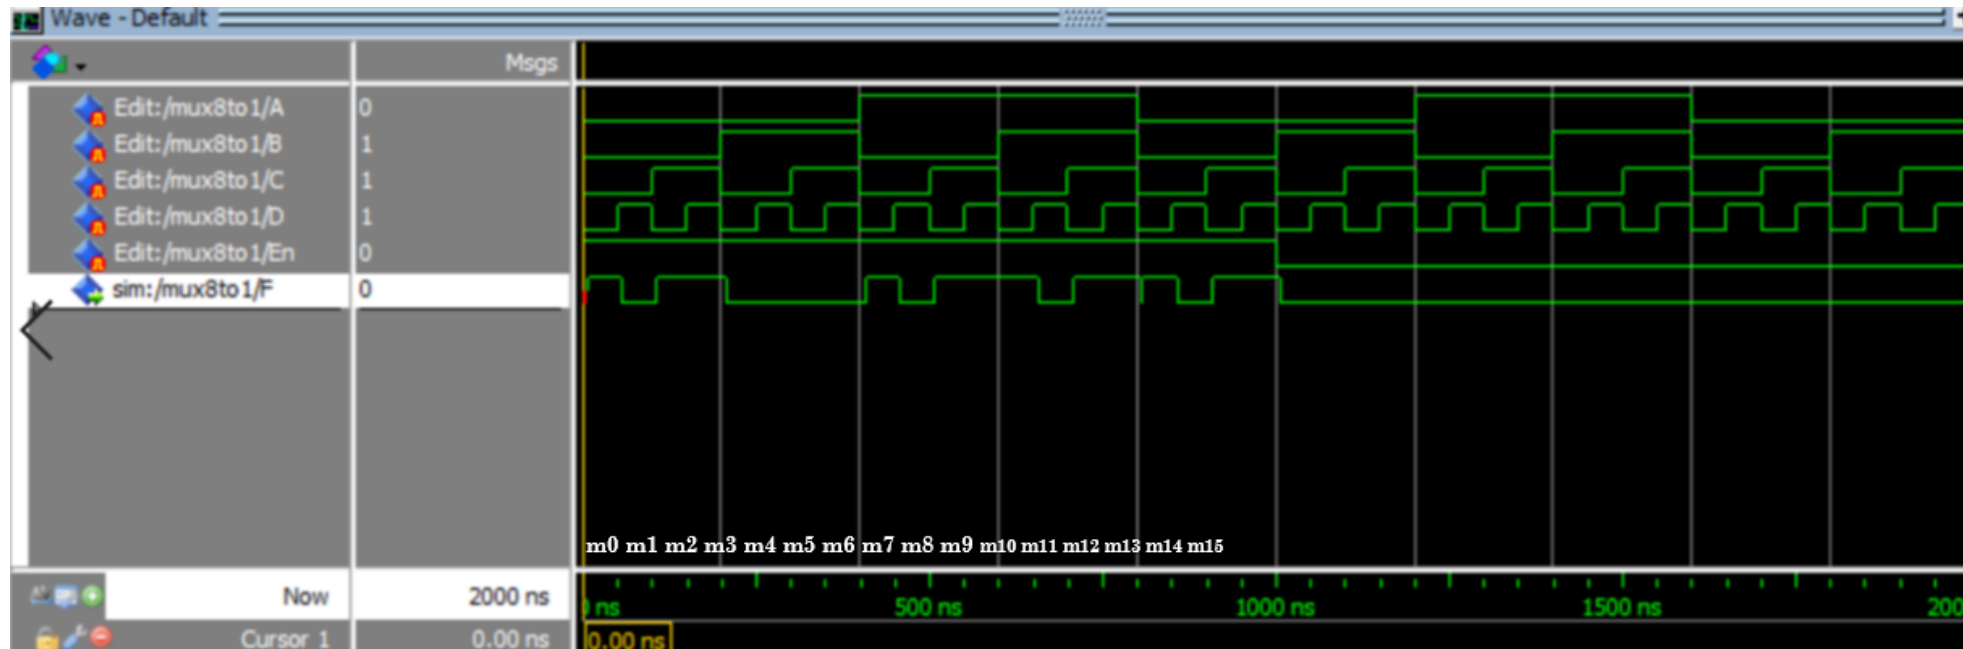 Wave - Default
Msgs
Edit:/mux8to1/A 0
Edit:/mux8to1/B 1
Edit:/mux8to1/C 1
Edit:/mux8to1/D 1
Edit:/mux8to1/En 0
sim:/mux8to1/F 0
m0 m1 m2 m3 m4 m5 m6 m7 m8 m9 m10 m11 m12 m13 m14 m15
Now 2000 ns
ns 500 ns 1000 ns 1500 ns 200
Cursor 1 0.00 ns 0.00 ns